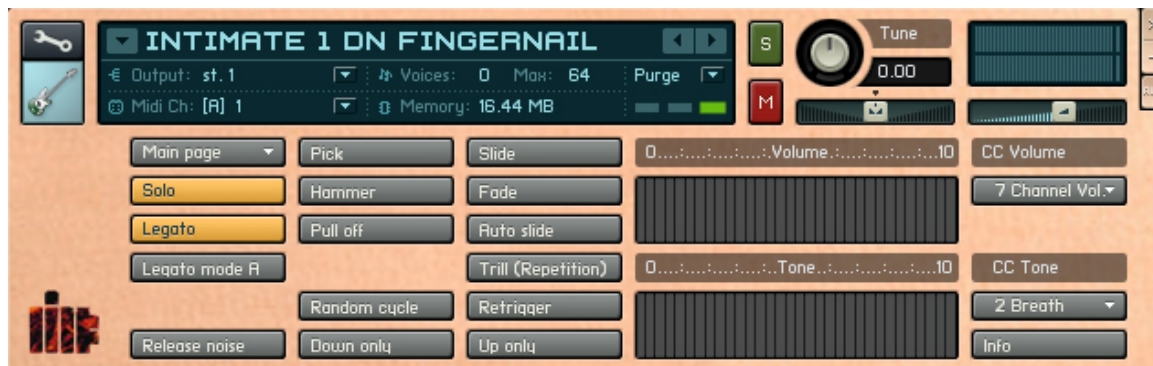 INTIMATE 1 DN FINGERNAIL
S
Tune
Output: st. 1
Voices: 0 Max: 64
Purge
0.00
Midi Ch: [A] 1
Memory: 16.44 MB
M
Main page
Pick
Slide
0....:....:....:....:.Volume.:....:....:....:...10
CC Volume
Solo
Hammer
Fade
7 Channel Vol.
Legato
Pull off
Auto slide
Legato mode A
Trill (Repetition)
0....:....:....:....:..Tone..:....:....:....:....10
CC Tone
Random cycle
Retrigger
2 Breath
Release noise
Down only
Up only
Info